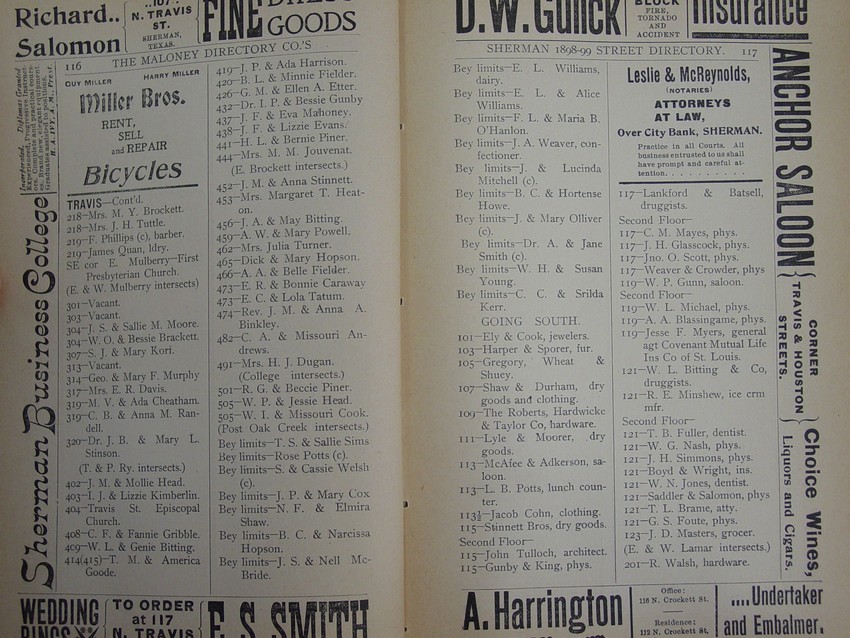 Richard..
Salomon
..107..
N. TRAVIS
ST.
SHERMAN,
TEXAS.
FINE
GOODS
116 THE MALONEY DIRECTORY CO.'S
GUY MILLER HARRY MILLER
Miller Bros.
RENT,
SELL
and REPAIR
Bicycles
Sherman Business College
TRAVIS—Cont'd.
218—Mrs. M. Y. Brockett.
218—Mrs. J. H. Tuttle.
219—F. Phillips (c), barber.
219—James Quan, ldry.
SE cor E. Mulberry—First
Presbyterian Church.
(E. & W Mulberry intersects)
301—Vacant.
303—Vacant.
304—J. S. & Sallie M. Moore.
304—W. O. & Bessie Brackett.
307—S. J. & Mary Kori.
313—Vacant.
314—Geo. & Mary F. Murphy
317—Mrs. E. R. Davis.
319—M. V. & Ada Cheatham.
319—C. B. & Anna M. Ran-
dell.
320—Dr. J. B. & Mary L.
Stinson.
(T. & P. Ry. intersects.)
402—J. M. & Mollie Head.
403—I. J. & Lizzie Kimberlin.
404—Travis St. Episcopal
Church.
408—C. F. & Fannie Gribble.
409—W. L. & Genie Bitting.
414(415)—T. M. & America
Goode.
419—J. P. & Ada Harrison.
420—B. L. & Minnie Fielder.
426—G. M. & Ellen A. Etter.
432—Dr. I. P. & Bessie Gunby
437—J. F. & Eva Mahoney.
438—J. F. & Lizzie Evans.
441—H. L. & Bernie Piner.
444—Mrs. M. M. Jouvenat.
(E. Brockett intersects.)
452—J. M. & Anna Stinnett.
453—Mrs. Margaret T. Heat-
on.
456—J. A. & May Bitting.
459—A. W. & Mary Powell.
462—Mrs. Julia Turner.
465—Dick & Mary Hopson.
466—A. A. & Belle Fielder.
473—E. R. & Bonnie Caraway
473—E. C. & Lola Tatum.
474—Rev. J. M. & Anna A.
Binkley.
482—C. A. & Missouri An-
drews.
491—Mrs. H. J. Dugan.
(College intersects.)
501—R. G. & Beccie Piner.
505—W. P. & Jessie Head.
505—W. I. & Missouri Cook.
(Post Oak Creek intersects.)
Bey limits—T. S. & Sallie Sims
Bey limits—Rose Potts (c).
Bey limits—S. & Cassie Welsh
(c).
Bey limits—J. P. & Mary Cox
Bey limits—N. F. & Elmira
Shaw.
Bey limits—B. C. & Narcissa
Hopson.
Bey limits—J. S. & Nell Mc-
Bride.
WEDDING
RINGS
TO ORDER
at 117
N. TRAVIS
E. S. SMITH
D. W. Gulick
BLOCK
FIRE,
TORNADO
AND
ACCIDENT
Insurance
SHERMAN 1898-99 STREET DIRECTORY. 117
Bey limits—E. L. Williams,
dairy.
Bey limits—E. L. & Alice
Williams.
Bey limits—F. L. & Maria B.
O'Hanlon.
Bey limits—J. A. Weaver, con-
fectioner.
Bey limits—J. & Lucinda
Mitchell (c).
Bey limits—B. C. & Hortense
Howe.
Bey limits—J. & Mary Olliver
(c).
Bey limits—Dr. A. & Jane
Smith (c).
Bey limits—W. H. & Susan
Young.
Bey limits—C. C. & Srilda
Kerr.
GOING SOUTH.
101—Ely & Cook, jewelers.
103—Harper & Sporer, fur.
105—Gregory, Wheat &
Shuey.
107—Shaw & Durham, dry
goods and clothing.
109—The Roberts, Hardwicke
& Taylor Co, hardware.
111—Lyle & Moorer, dry
goods.
113—McAfee & Adkerson, sa-
loon.
113—L. B. Potts, lunch coun-
ter.
113½—Jacob Cohn, clothing.
115—Stinnett Bros, dry goods.
Second Floor—
115—John Tulloch, architect.
115—Gunby & King, phys.
Leslie & McReynolds,
(NOTARIES)
ATTORNEYS
AT LAW,
Over City Bank, SHERMAN.
Practice in all Courts. All
business entrusted to us shall
have prompt and careful at-
tention. . . . . . . . . .
117—Lankford & Batsell,
druggists.
Second Floor—
117—C. M. Mayes, phys.
117—J. H. Glasscock, phys.
117—Jno. O. Scott, phys.
117—Weaver & Crowder, phys
119—W. P. Gunn, saloon.
Second Floor—
119—W. L. Michael, phys.
119—A. A. Blassingame, phys.
119—Jesse F. Myers, general
agt Covenant Mutual Life
Ins Co of St. Louis.
121—W. L. Bitting & Co,
druggists.
121—R. E. Minshew, ice crm
mfr.
Second Floor—
121—T. B. Fuller, dentist.
121—W. G. Nash, phys.
121—J. H. Simmons, phys.
121—Boyd & Wright, ins.
121—W. N. Jones, dentist.
121—Saddler & Salomon, phys
121—T. L. Brame, atty.
121—G. S. Foute, phys.
123—J. D. Masters, grocer.
(E. & W. Lamar intersects.)
201—R. Walsh, hardware.
ANCHOR SALOON
CORNER
TRAVIS & HOUSTON
STREETS.
Choice Wines,
Liquors and Cigars.
A. Harrington
Office:
116 N. Crockett St.
Residence:
112 N. Crockett St.
....Undertaker
and Embalmer.